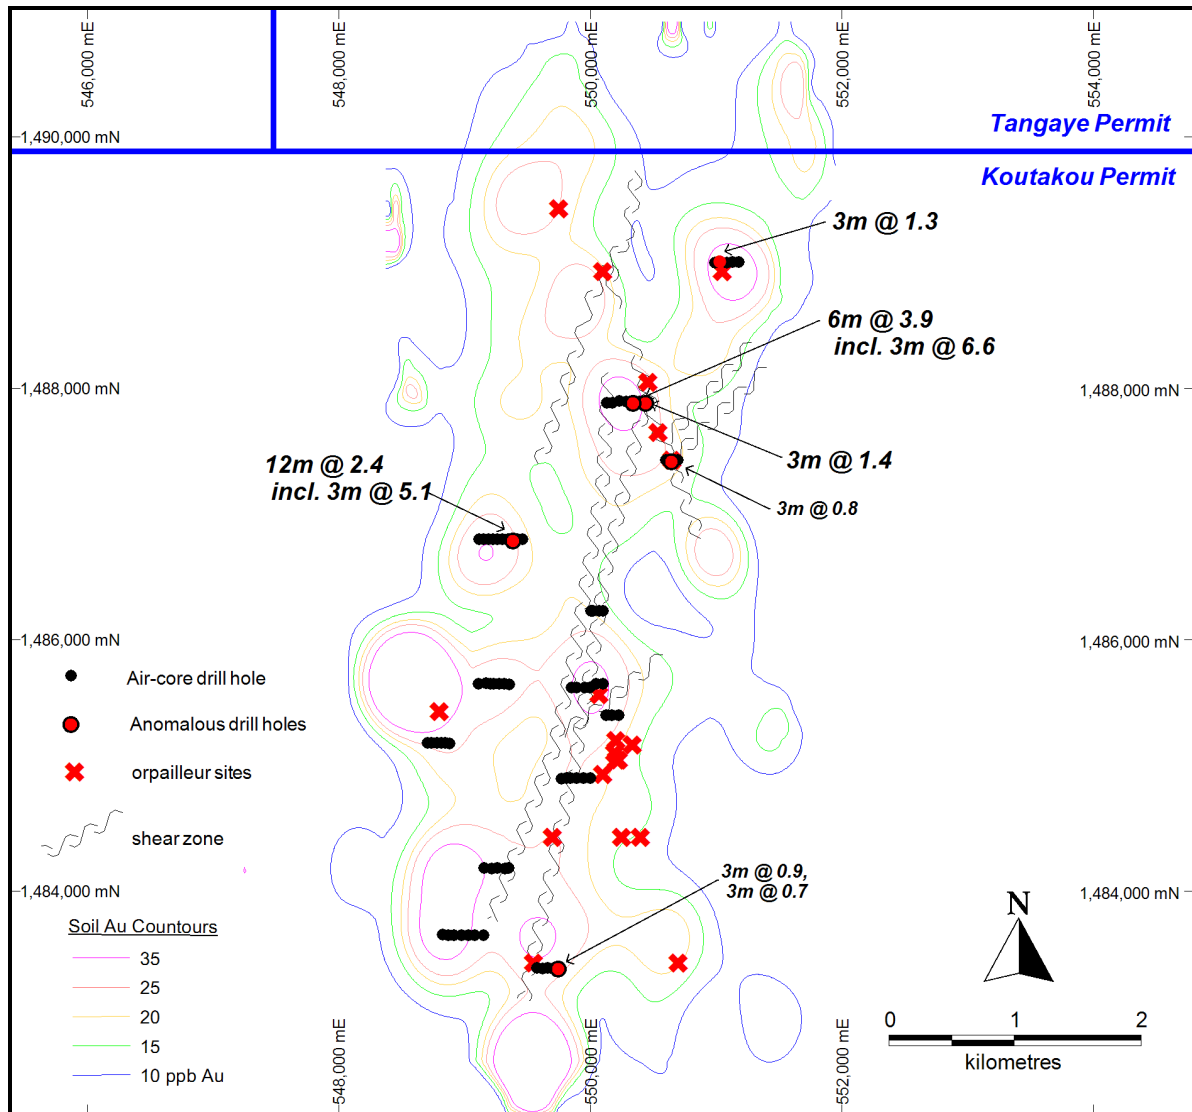 546,000 mE
548,000 mE
550,000 mE
552,000 mE
554,000 mE
1,490,000 mN
Tangaye Permit
Koutakou Permit
3m @ 1.3
6m @ 3.9
incl. 3m @ 6.6
1,488,000 mN
1,488,000 mN
3m @ 1.4
12m @ 2.4
incl. 3m @ 5.1
3m @ 0.8
1,486,000 mN
1,486,000 mN
Air-core drill hole
Anomalous drill holes
orpailleur sites
shear zone
3m @ 0.9,
3m @ 0.7
1,484,000 mN
1,484,000 mN
N
Soil Au Countours
35
25
20
15
10 ppb Au
0 1 2
kilometres
548,000 mE
550,000 mE
552,000 mE